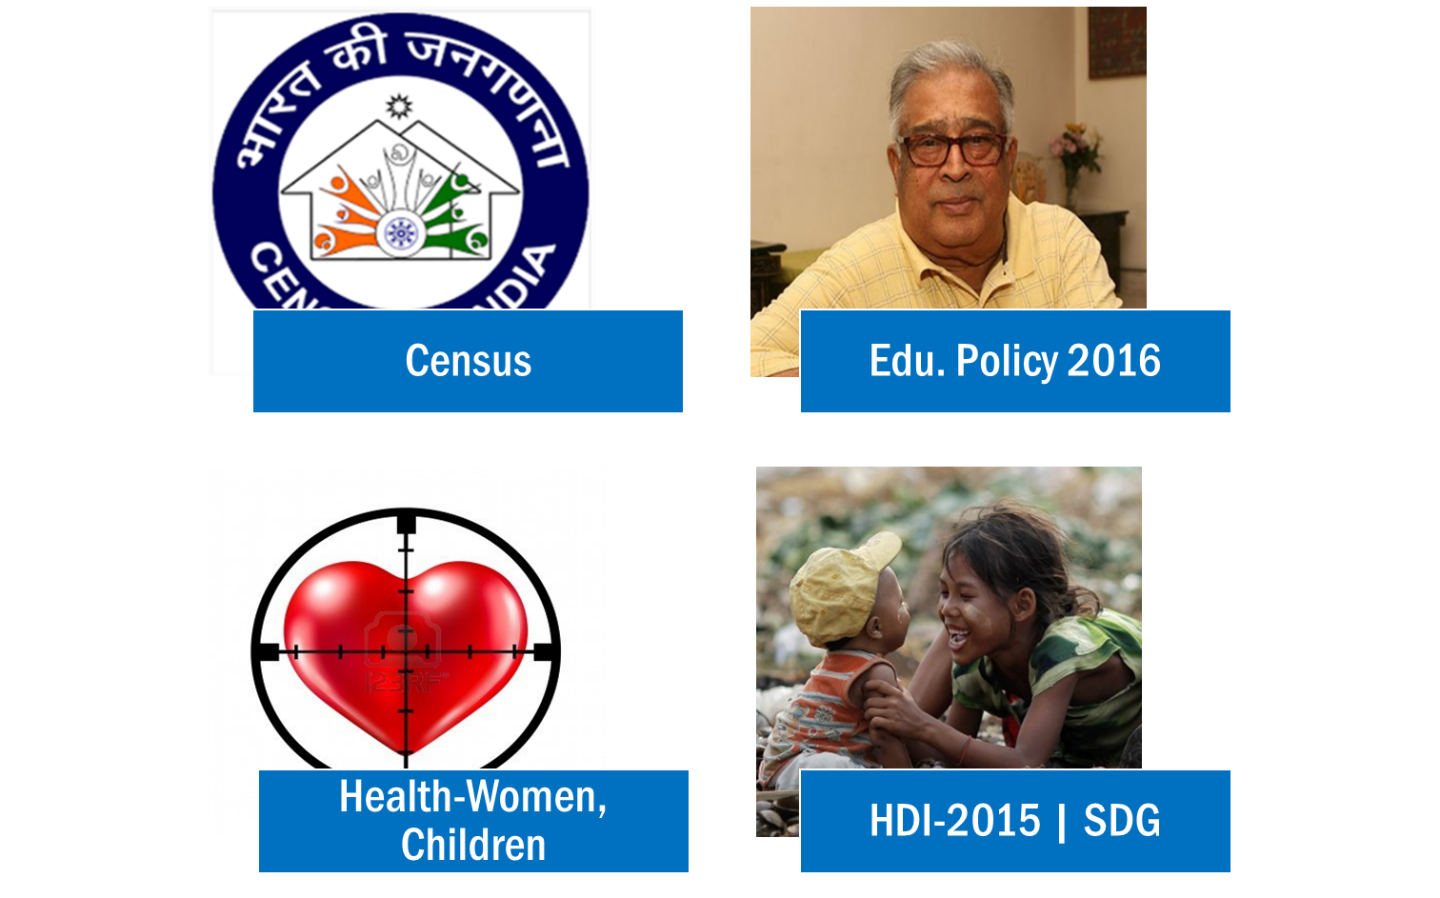 भारत की जनगणना
Census
Edu. Policy 2016
Health-Women,
Children
HDI-2015 | SDG